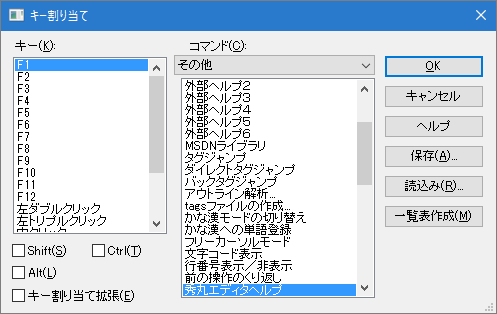 キー割り当て
キー(K):
F1
F2
F3
F4
F5
F6
F7
F8
F9
F10
F11
F12
左ダブルクリック
左トリプルクリック
中クリック
Shift(S)
Ctrl(T)
Alt(L)
キー割り当て拡張(E)
コマンド(C):
その他
外部ヘルプ2
外部ヘルプ3
外部ヘルプ4
外部ヘルプ5
外部ヘルプ6
MSDNライブラリ
タグジャンプ
ダイレクトタグジャンプ
バックタグジャンプ
アウトライン解析...
tagsファイルの作成...
かな漢モードの切り替え
かな漢への単語登録
フリーカーソルモード
文字コード表示
行番号表示／非表示
前の操作のくり返し
秀丸エディタヘルプ
OK
キャンセル
ヘルプ
保存(A)...
読込み(R)...
一覧表作成(M)